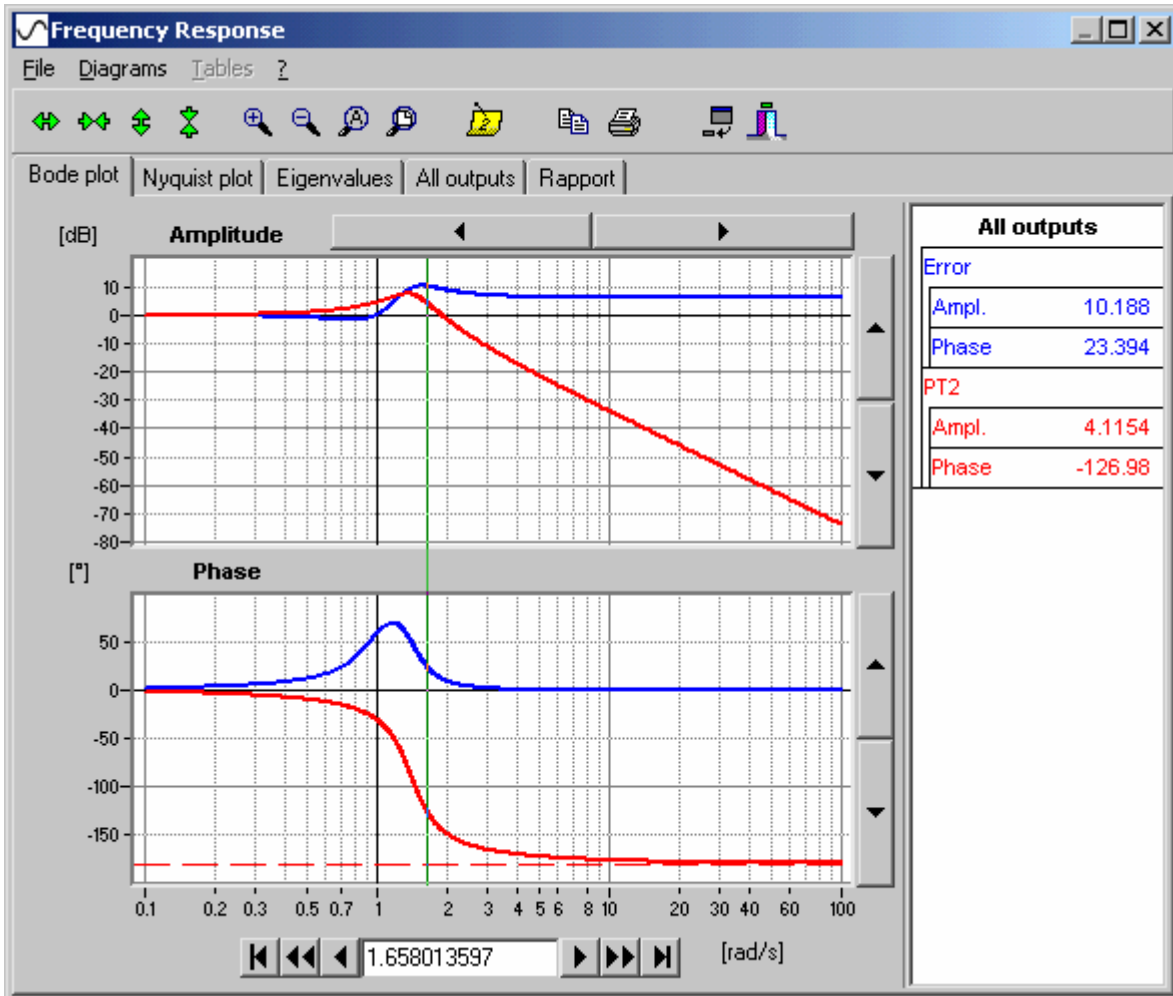 Frequency Response
File Diagrams Tables ?
Bode plot Nyquist plot Eigenvalues All outputs Rapport
[dB] Amplitude
10
0
-10
-20
-30
-40
-50
-60
-70
-80
[°] Phase
50
0
-50
-100
-150
0.1 0.2 0.3 0.5 0.7 1 2 3 4 5 6 8 10 20 30 40 60 100
1.658013597 [rad/s]
All outputs
Error
Ampl. 10.188
Phase 23.394
PT2
Ampl. 4.1154
Phase -126.98